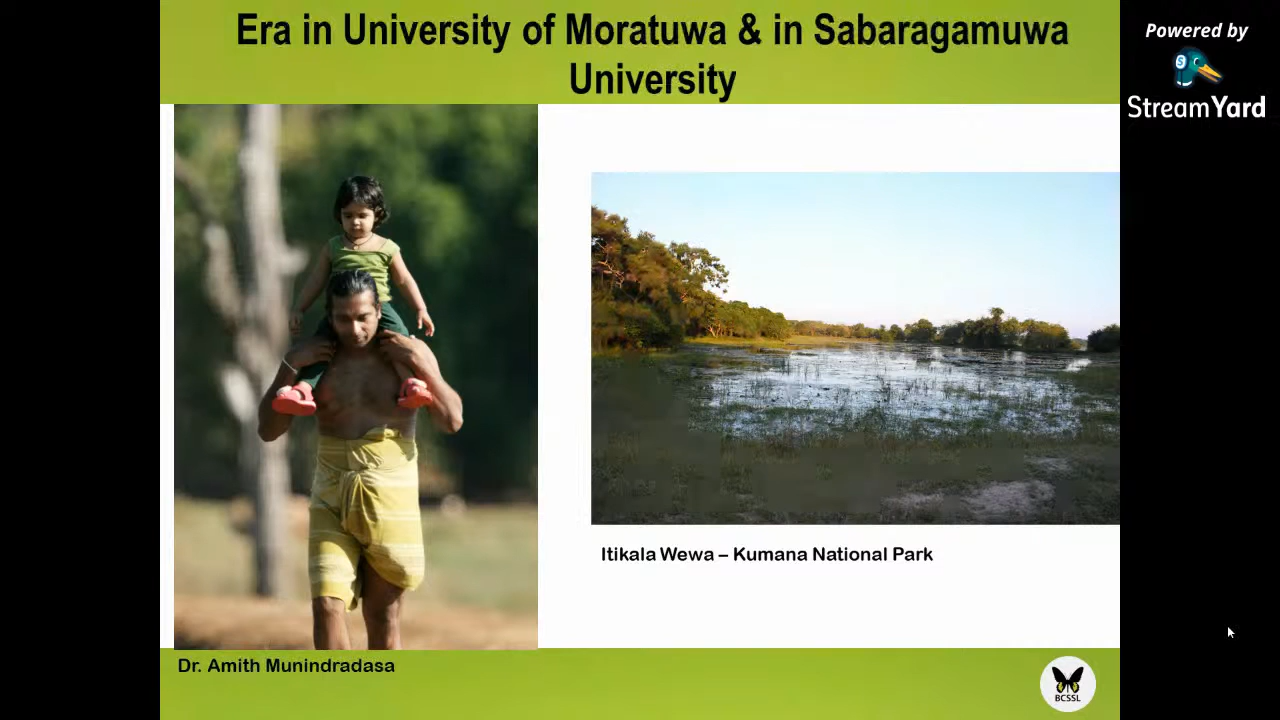 Era in University of Moratuwa & in Sabaragamuwa
University
Powered by
StreamYard
Itikala Wewa – Kumana National Park
Dr. Amith Munindradasa
BCSSL